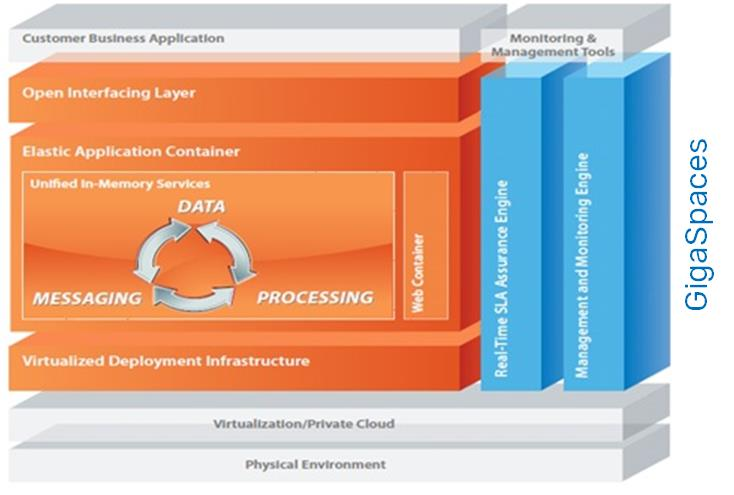 Customer Business Application
Monitoring &
Management Tools
Open Interfacing Layer
Elastic Application Container
Unified In-Memory Services
DATA
MESSAGING
PROCESSING
Web Container
Real-Time SLA Assurance Engine
Management and Monitoring Engine
GigaSpaces
Virtualized Deployment Infrastructure
Virtualization/Private Cloud
Physical Environment